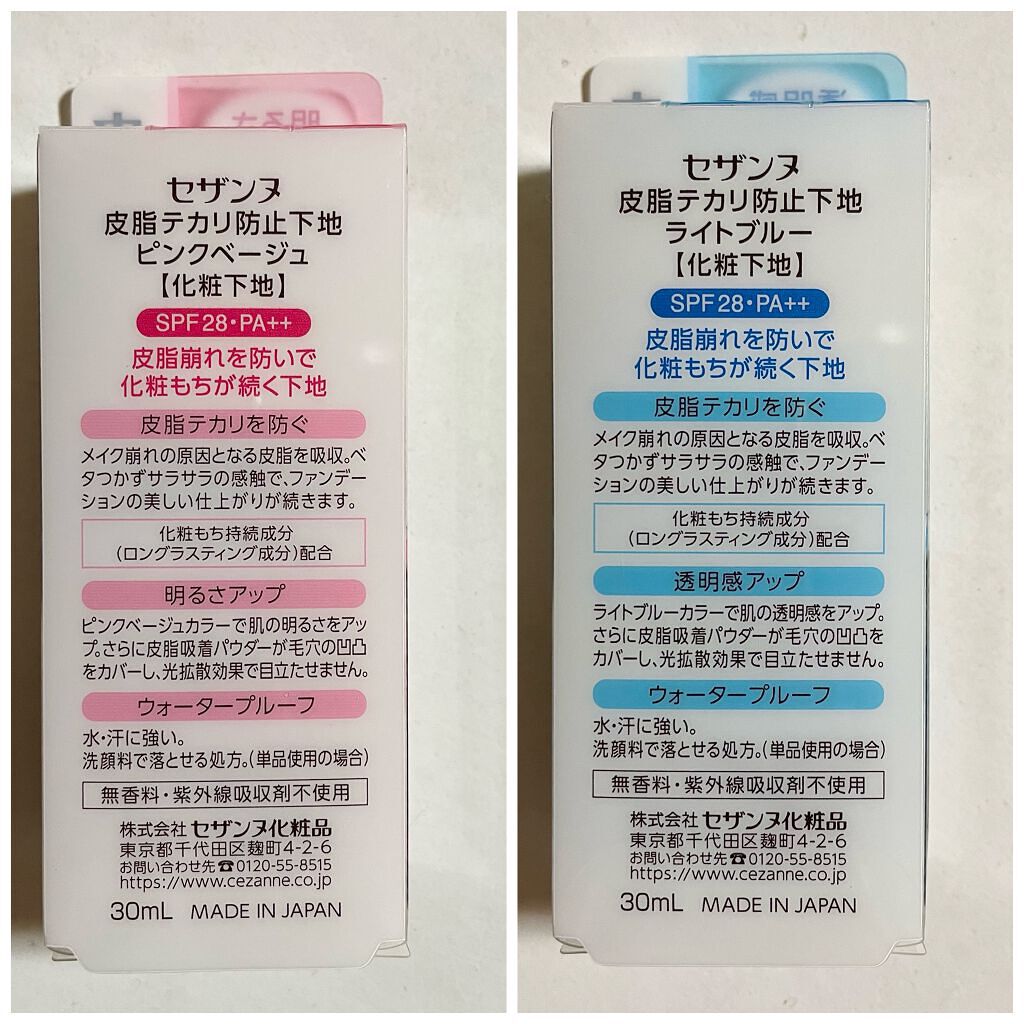 明るさ
セザンヌ
皮脂テカリ防止下地
ピンクベージュ
【化粧下地】
SPF28・PA++
皮脂崩れを防いで
化粧もちが続く下地
皮脂テカリを防ぐ
メイク崩れの原因となる皮脂を吸収。ベ
タつかずサラサラの感触で、ファンデー
ションの美しい仕上がりが続きます。
化粧もち持続成分
(ロングラスティング成分)配合
明るさアップ
ピンクベージュカラーで肌の明るさをアッ
プ。さらに皮脂吸着パウダーが毛穴の凹凸
をカバーし、光拡散効果で目立たせません。
ウォータープルーフ
水・汗に強い。
洗顔料で落とせる処方。(単品使用の場合)
無香料・紫外線吸収剤不使用
株式会社 セザンヌ化粧品
東京都千代田区麹町4-2-6
お問い合わせ先☎0120-55-8515
https://www.cezanne.co.jp
30mL MADE IN JAPAN
透明感
セザンヌ
皮脂テカリ防止下地
ライトブルー
【化粧下地】
SPF28・PA++
皮脂崩れを防いで
化粧もちが続く下地
皮脂テカリを防ぐ
メイク崩れの原因となる皮脂を吸収。ベ
タつかずサラサラの感触で、ファンデー
ションの美しい仕上がりが続きます。
化粧もち持続成分
(ロングラスティング成分)配合
透明感アップ
ライトブルーカラーで肌の透明感をアップ。
さらに皮脂吸着パウダーが毛穴の凹凸を
カバーし、光拡散効果で目立たせません。
ウォータープルーフ
水・汗に強い。
洗顔料で落とせる処方。(単品使用の場合)
無香料・紫外線吸収剤不使用
株式会社 セザンヌ化粧品
東京都千代田区麹町4-2-6
お問い合わせ先☎0120-55-8515
https://www.cezanne.co.jp
30mL MADE IN JAPAN